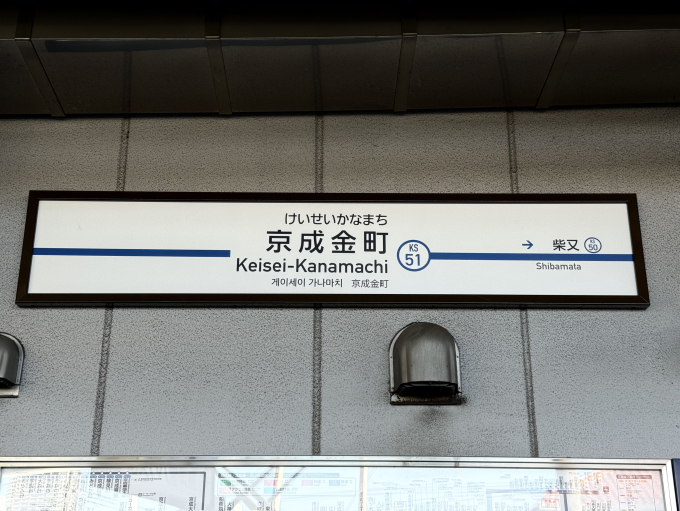 けいせいかなまち
京成金町
Keisei-Kanamachi
게이세이 가나마치 京成金町
KS
51
→ 柴又
KS
50
Shibamata